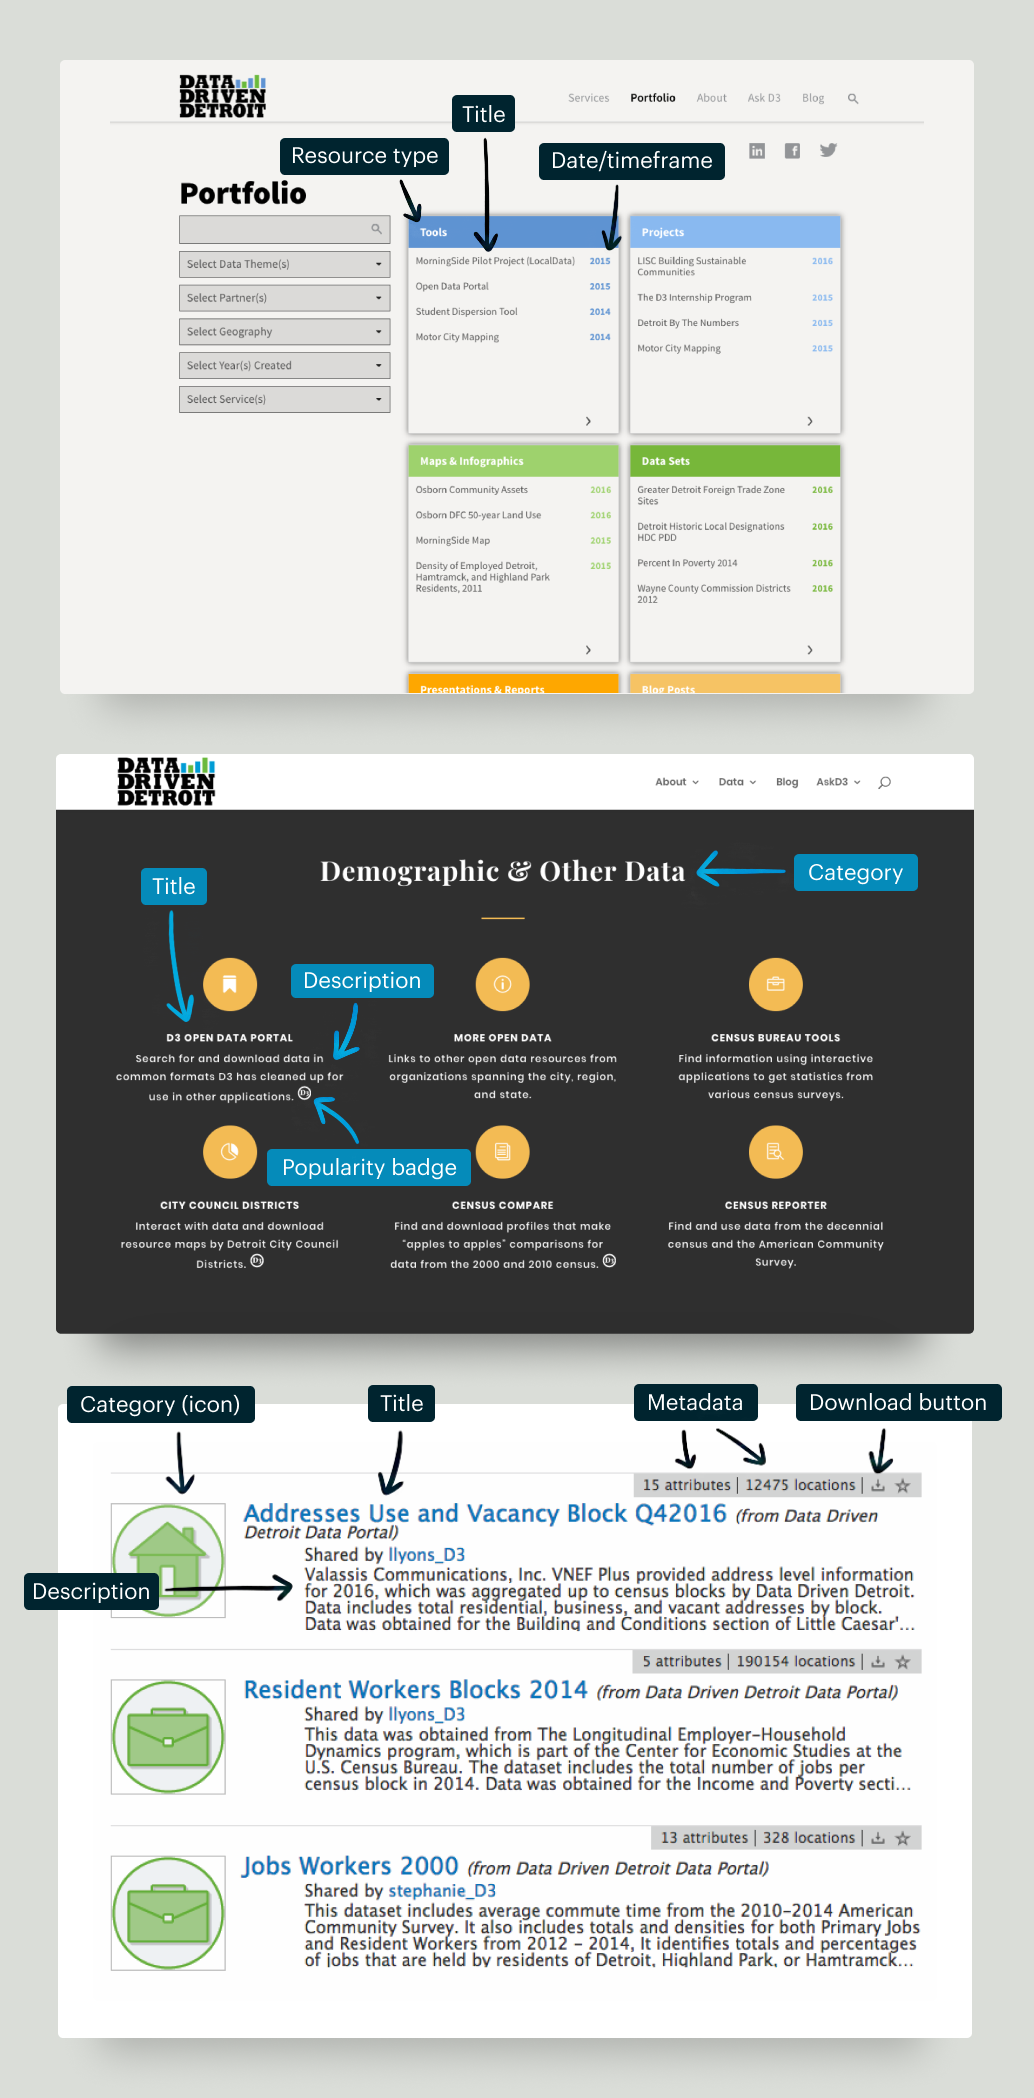 DATA
DRIVEN
DETROIT
Services Portfolio About Ask D3 Blog
Title
Resource type
Date/timeframe
in f
Portfolio
Select Data Theme(s)
Select Partner(s)
Select Geography
Select Year(s) Created
Select Service(s)
Tools
MorningSide Pilot Project (LocalData) 2015
Open Data Portal 2015
Student Dispersion Tool 2014
Motor City Mapping 2014
Projects
LISC Building Sustainable 2016
Communities
The D3 Internship Program 2015
Detroit By The Numbers 2015
Motor City Mapping 2015
Maps & Infographics
Osborn Community Assets 2016
Osborn DFC 50-year Land Use 2016
MorningSide Map 2015
Density of Employed Detroit, 2015
Hamtramck, and Highland Park
Residents, 2011
Data Sets
Greater Detroit Foreign Trade Zone 2016
Sites
Detroit Historic Local Designations 2016
HDC PDD
Percent In Poverty 2014 2016
Wayne County Commission Districts 2016
2012
Presentations & Reports
Blog Posts
DATA
DRIVEN
DETROIT
About Data Blog AskD3
Demographic & Other Data
Category
Title
Description
D3 OPEN DATA PORTAL
Search for and download data in
common formats D3 has cleaned up for
use in other applications. D3
MORE OPEN DATA
Links to other open data resources from
organizations spanning the city, region,
and state.
CENSUS BUREAU TOOLS
Find information using interactive
applications to get statistics from
various census surveys.
Popularity badge
CITY COUNCIL DISTRICTS
Interact with data and download
resource maps by Detroit City Council
Districts. D3
CENSUS COMPARE
Find and download profiles that make
"apples to apples" comparisons for
data from the 2000 and 2010 census. D3
CENSUS REPORTER
Find and use data from the decennial
census and the American Community
Survey.
Category (icon)
Title
Metadata
Download button
15 attributes | 12475 locations |
Addresses Use and Vacancy Block Q42016 (from Data Driven
Detroit Data Portal)
Shared by llyons_D3
Description
Valassis Communications, Inc. VNEF Plus provided address level information
for 2016, which was aggregated up to census blocks by Data Driven Detroit.
Data includes total residential, business, and vacant addresses by block.
Data was obtained for the Building and Conditions section of Little Caesar'...
5 attributes | 190154 locations |
Resident Workers Blocks 2014 (from Data Driven Detroit Data Portal)
Shared by llyons_D3
This data was obtained from The Longitudinal Employer-Household
Dynamics program, which is part of the Center for Economic Studies at the
U.S. Census Bureau. The dataset includes the total number of jobs per
census block in 2014. Data was obtained for the Income and Poverty secti...
13 attributes | 328 locations |
Jobs Workers 2000 (from Data Driven Detroit Data Portal)
Shared by stephanie_D3
This dataset includes average commute time from the 2010-2014 American
Community Survey. It also includes totals and densities for both Primary Jobs
and Resident Workers from 2012 - 2014, It identifies totals and percentages
of jobs that are held by residents of Detroit, Highland Park, or Hamtramck...